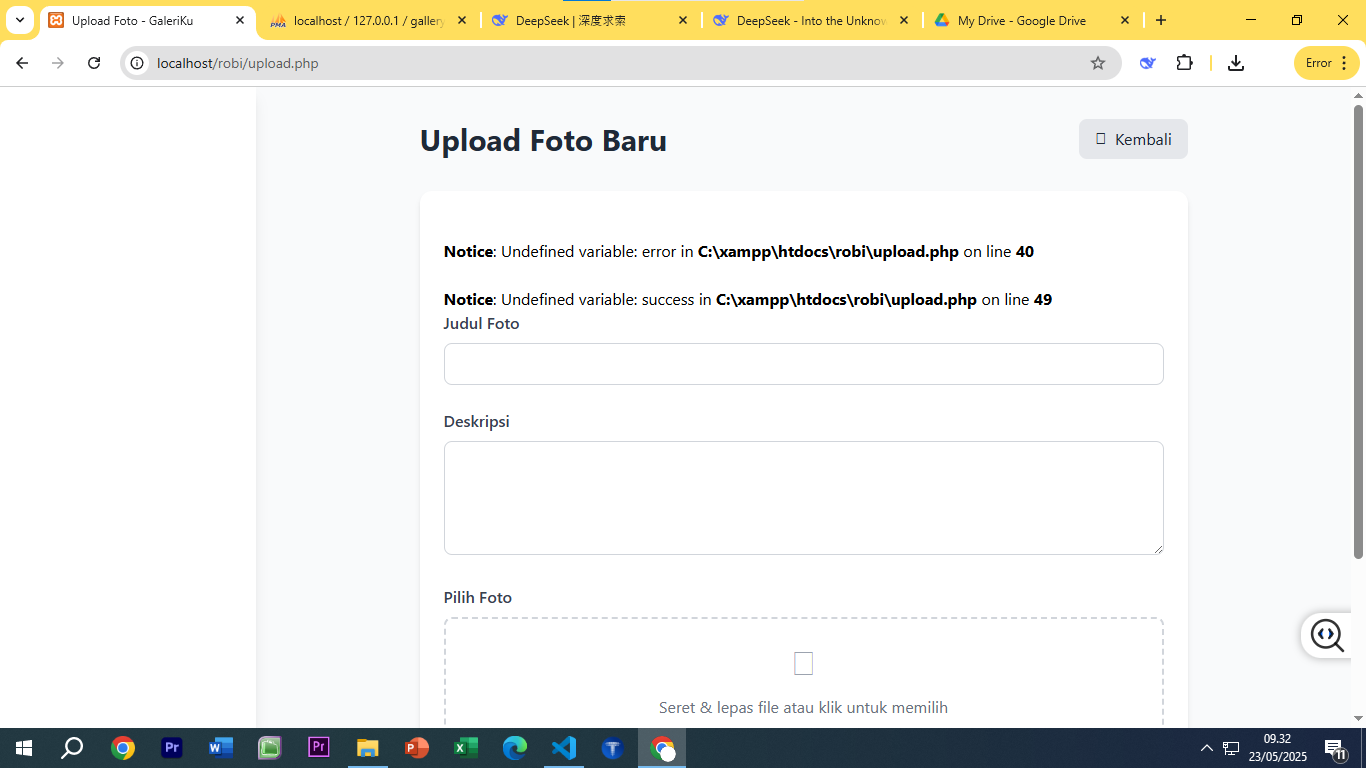 Upload Foto - GaleriKu
localhost / 127.0.0.1 / gallery
DeepSeek | 深度求索
DeepSeek - Into the Unknow
My Drive - Google Drive
localhost/robi/upload.php
Error
Upload Foto Baru
Kembali
Notice: Undefined variable: error in C:\xampp\htdocs\robi\upload.php on line 40
Notice: Undefined variable: success in C:\xampp\htdocs\robi\upload.php on line 49
Judul Foto
Deskripsi
Pilih Foto
Seret & lepas file atau klik untuk memilih
09.32
23/05/2025
11